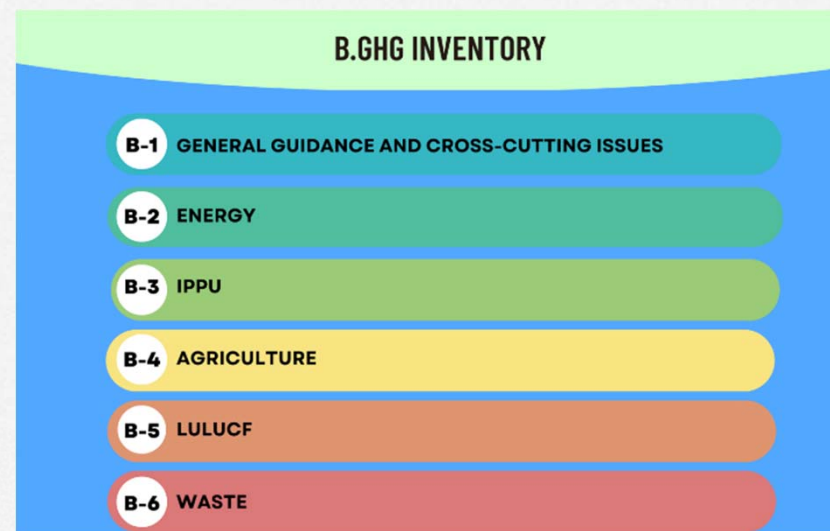 B.GHG INVENTORY
B-1 GENERAL GUIDANCE AND CROSS-CUTTING ISSUES
B-2 ENERGY
B-3 IPPU
B-4 AGRICULTURE
B-5 LULUCF
B-6 WASTE